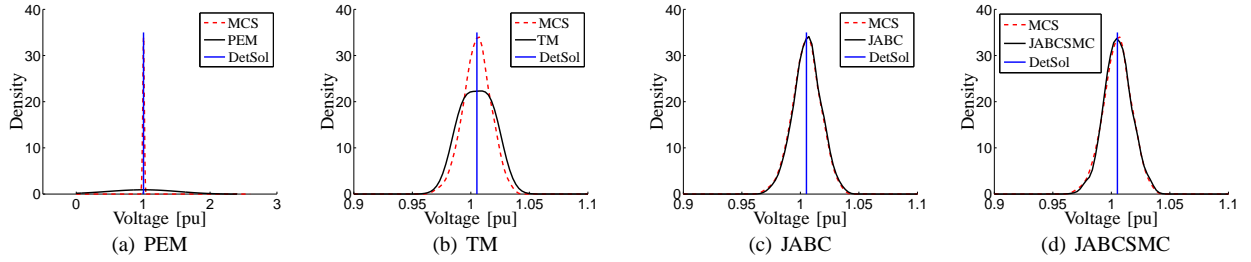 40
30
20
10
0
Density
0
1
2
3
Voltage [pu]
MCS
PEM
DetSol
(a) PEM
40
30
20
10
0
Density
0.9
0.95
1
1.05
1.1
Voltage [pu]
MCS
TM
DetSol
(b) TM
40
30
20
10
0
Density
0.9
0.95
1
1.05
1.1
Voltage [pu]
MCS
JABC
DetSol
(c) JABC
40
30
20
10
0
Density
0.9
0.95
1
1.05
1.1
Voltage [pu]
MCS
JABCSMC
DetSol
(d) JABCSMC